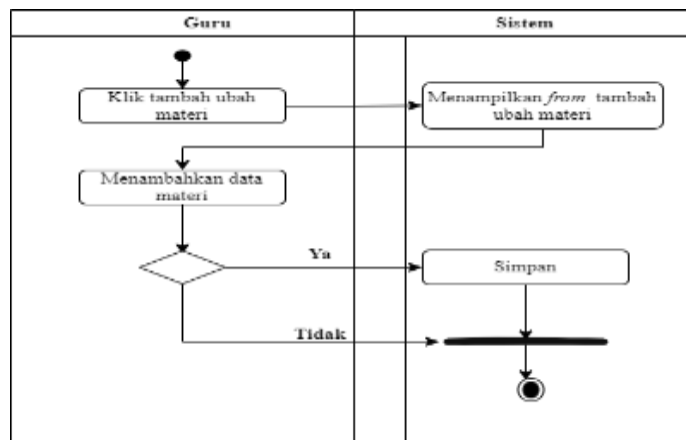 Guru
Sistem
Klik tambah ubah
materi
Menampilkan from tambah
ubah materi
Menambahkan data
materi
Ya
Simpan
Tidak